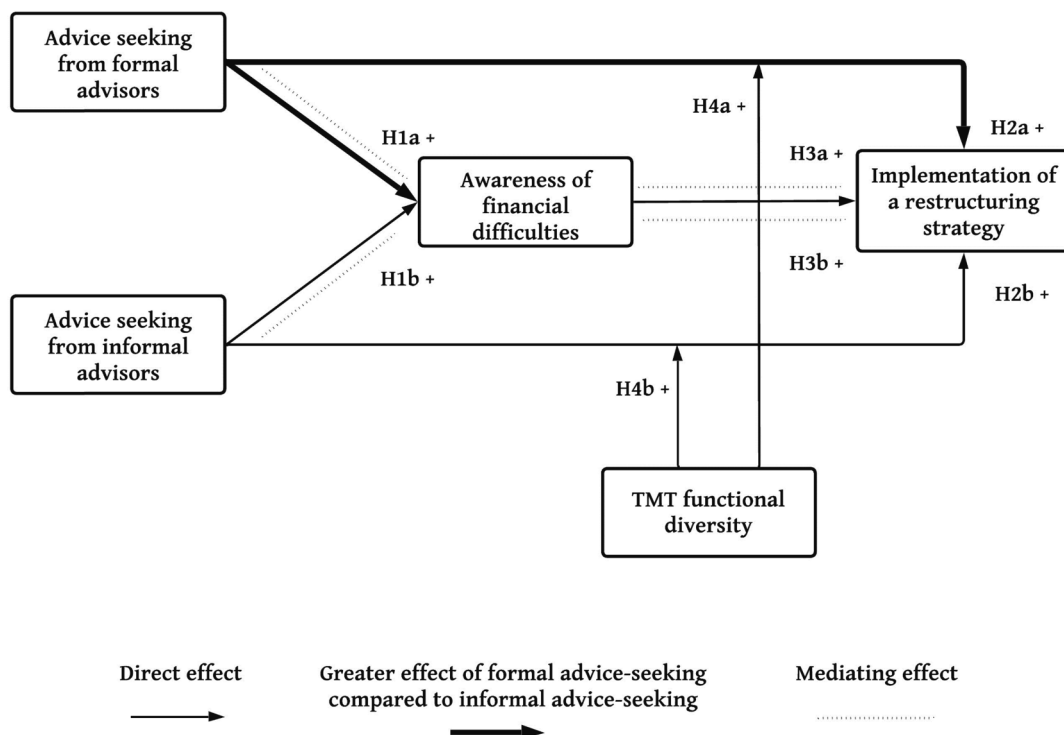 Advice seeking
from formal
advisors
H1a +
H4a +
H2a +
H3a +
Awareness of
financial
difficulties
Implementation of
a restructuring
strategy
H1b +
H3b +
H2b +
Advice seeking
from informal
advisors
H4b +
TMT functional
diversity
Direct effect
Greater effect of formal advice-seeking
compared to informal advice-seeking
Mediating effect